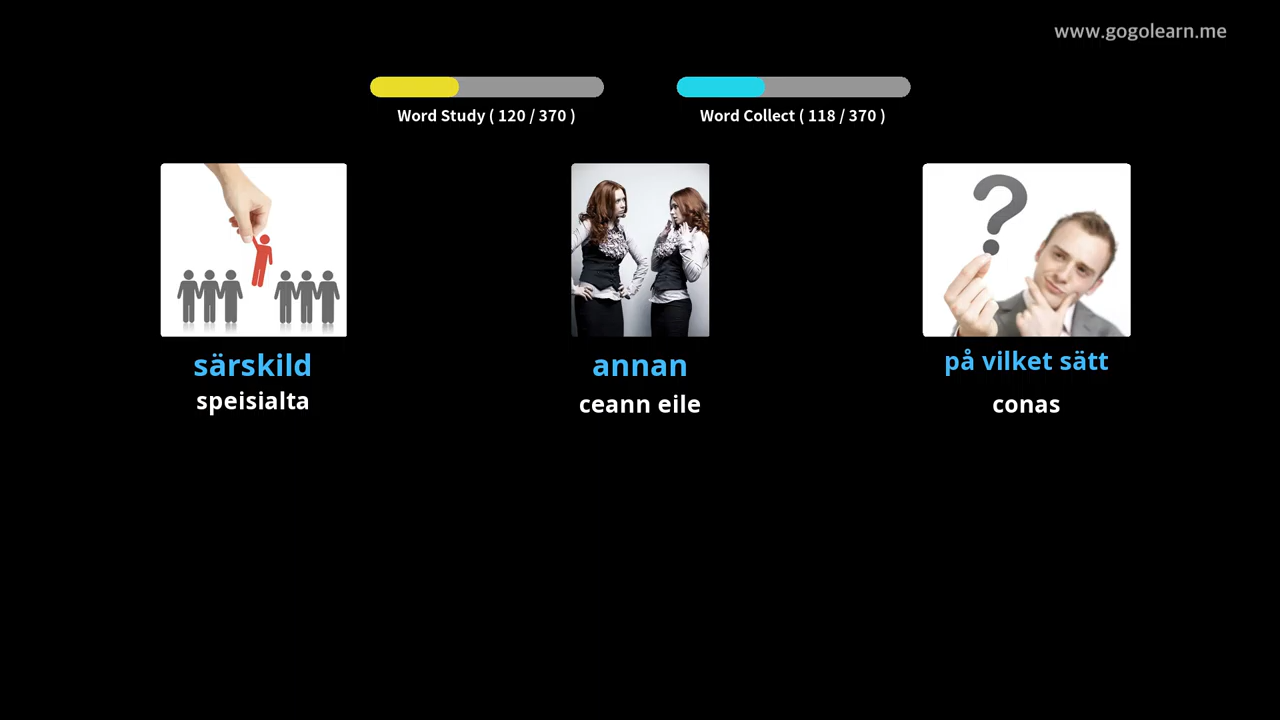 www.gogolearn.me
Word Study ( 120 / 370 )
Word Collect ( 118 / 370 )
särskild
speisialta
annan
ceann eile
på vilket sätt
conas